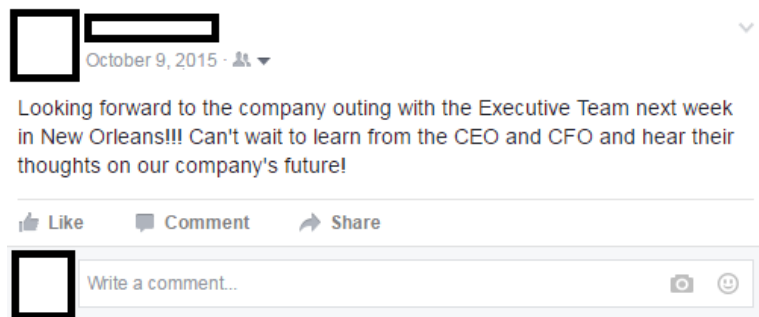 October 9, 2015 ·
Looking forward to the company outing with the Executive Team next week
in New Orleans!!! Can't wait to learn from the CEO and CFO and hear their
thoughts on our company's future!
Like Comment Share
Write a comment...